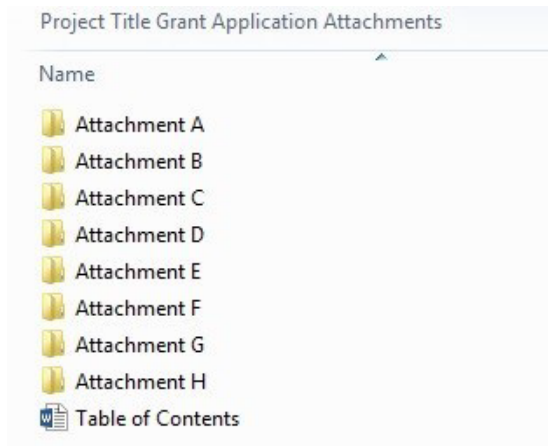 Project Title Grant Application Attachments
Name
Attachment A
Attachment B
Attachment C
Attachment D
Attachment E
Attachment F
Attachment G
Attachment H
Table of Contents